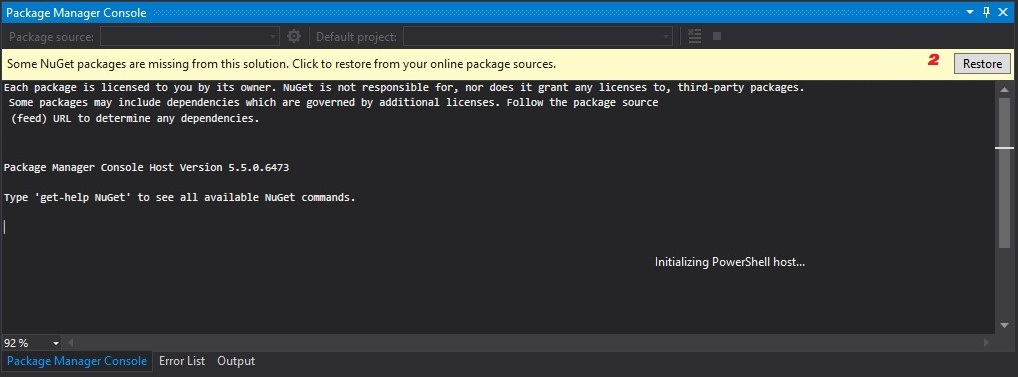 Package Manager Console
Package source: Default project:
Some NuGet packages are missing from this solution. Click to restore from your online package sources. 2 Restore
Each package is licensed to you by its owner. NuGet is not responsible for, nor does it grant any licenses to, third-party packages.
Some packages may include dependencies which are governed by additional licenses. Follow the package source
(feed) URL to determine any dependencies.
Package Manager Console Host Version 5.5.0.6473
Type 'get-help NuGet' to see all available NuGet commands.
Initializing PowerShell host...
92 %
Package Manager Console Error List Output